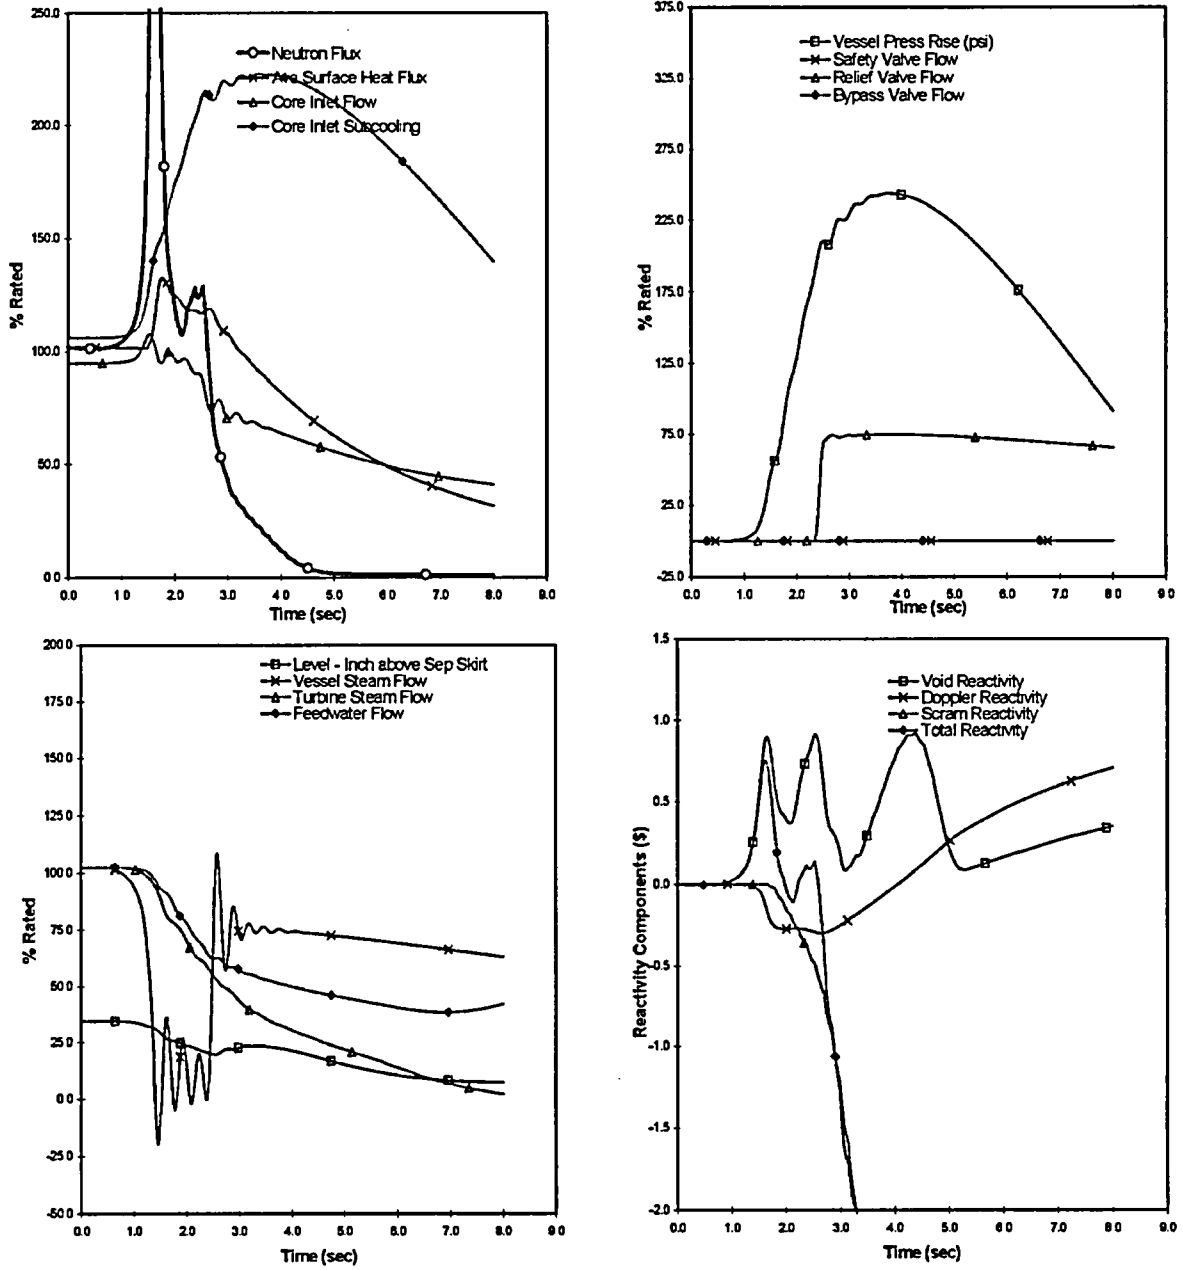 250.0
200.0
150.0
100.0
50.0
0.0
% Rated
Neutron Flux
Ave Surface Heat Flux
Core Inlet Flow
Core Inlet Subcooling
0.0 1.0 2.0 3.0 4.0 5.0 6.0 7.0 8.0 9.0
Time (sec)
375.0
325.0
275.0
225.0
175.0
125.0
75.0
25.0
-25.0
% Rated
Vessel Press Rise (psi)
Safety Valve Flow
Relief Valve Flow
Bypass Valve Flow
0.0 1.0 2.0 3.0 4.0 5.0 6.0 7.0 8.0 9.0
Time (sec)
200.0
175.0
150.0
125.0
100.0
75.0
50.0
25.0
0.0
-25.0
-50.0
% Rated
Level - Inch above Sep Skirt
Vessel Steam Flow
Turbine Steam Flow
Feedwater Flow
0.0 1.0 2.0 3.0 4.0 5.0 6.0 7.0 8.0 9.0
Time (sec)
1.5
1.0
0.5
0.0
-0.5
-1.0
-1.5
-2.0
Reactivity Components ($)
Void Reactivity
Doppler Reactivity
Scram Reactivity
Total Reactivity
0.0 1.0 2.0 3.0 4.0 5.0 6.0 7.0 8.0 9.0
Time (sec)